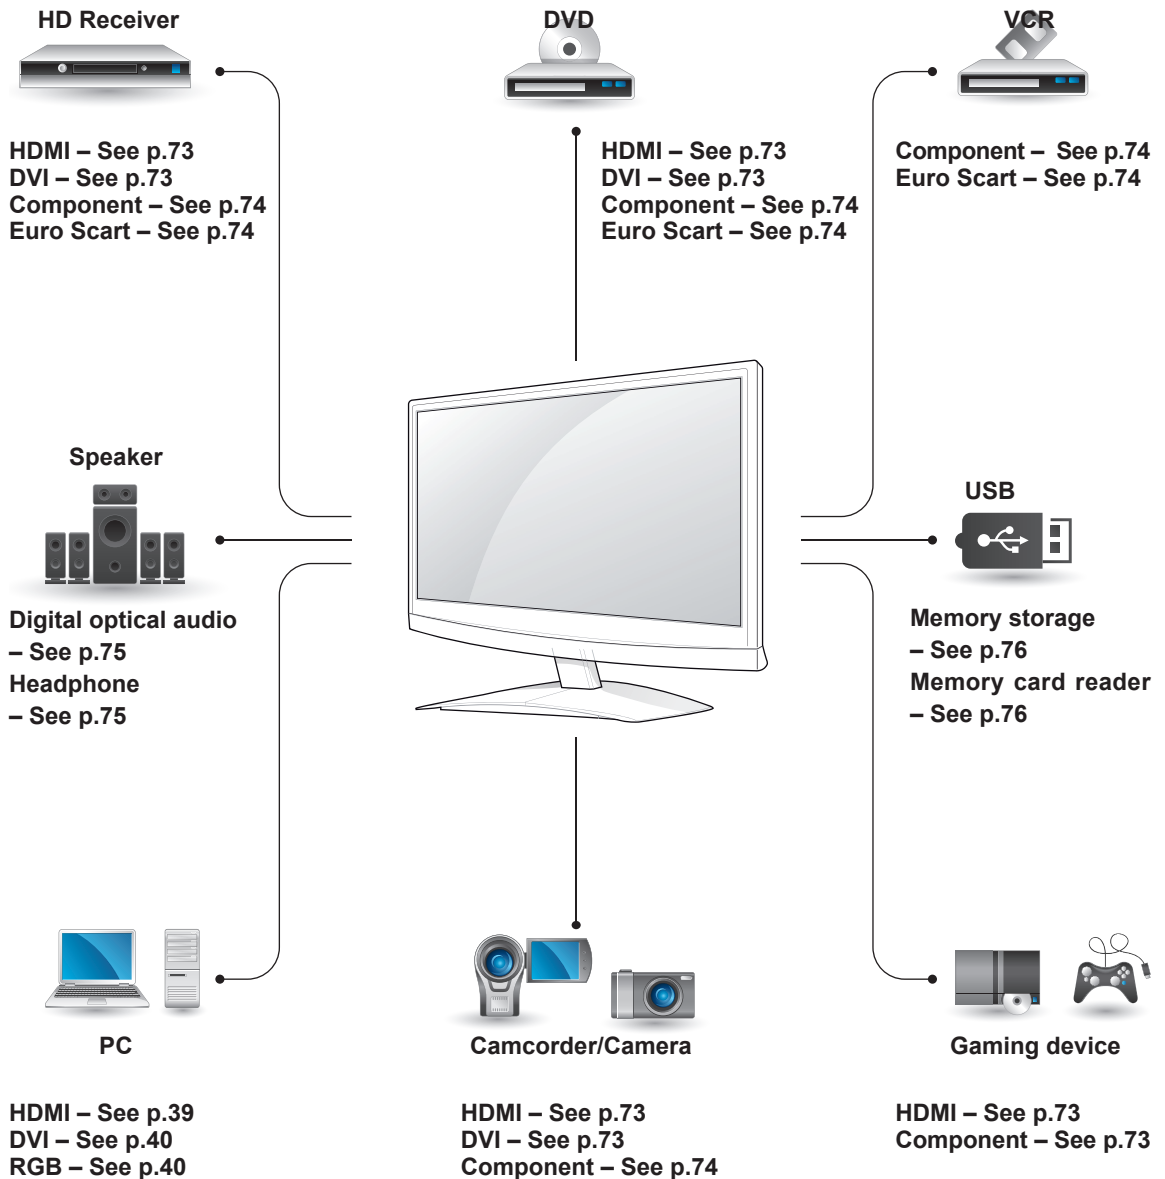 HD Receiver
HDMI – See p.73
DVI – See p.73
Component – See p.74
Euro Scart – See p.74
DVD
HDMI – See p.73
DVI – See p.73
Component – See p.74
Euro Scart – See p.74
VCR
Component – See p.74
Euro Scart – See p.74
Speaker
Digital optical audio
– See p.75
Headphone
– See p.75
USB
Memory storage
– See p.76
Memory card reader
– See p.76
PC
HDMI – See p.39
DVI – See p.40
RGB – See p.40
Camcorder/Camera
HDMI – See p.73
DVI – See p.73
Component – See p.74
Gaming device
HDMI – See p.73
Component – See p.73